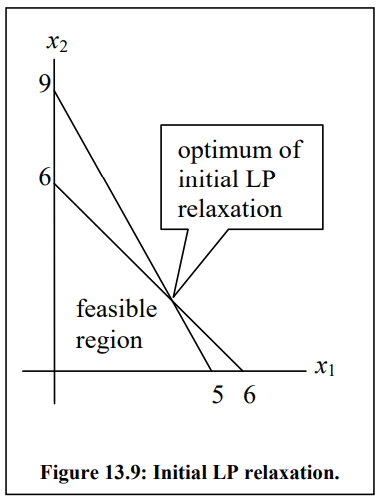 x2
9
6
optimum of
initial LP
relaxation
feasible
region
x1
5 6
Figure 13.9: Initial LP relaxation.